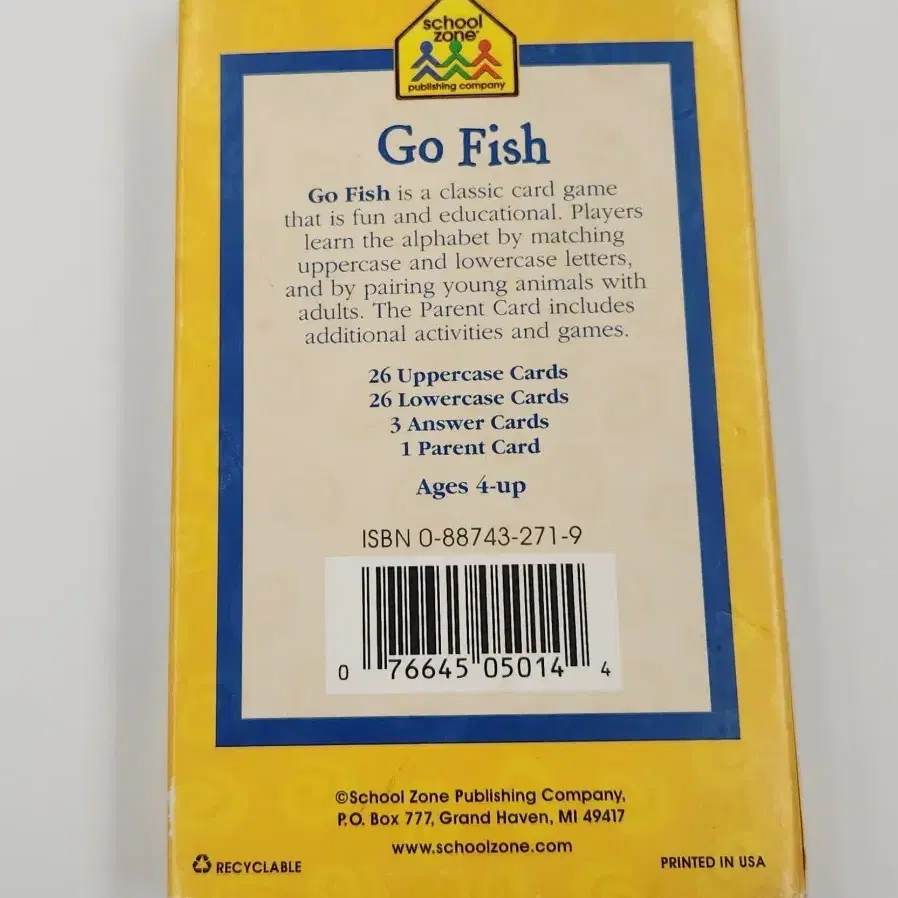 school
zone®
publishing company
Go Fish
Go Fish is a classic card game
that is fun and educational. Players
learn the alphabet by matching
uppercase and lowercase letters,
and by pairing young animals with
adults. The Parent Card includes
additional activities and games.
26 Uppercase Cards
26 Lowercase Cards
3 Answer Cards
1 Parent Card
Ages 4-up
ISBN 0-88743-271-9
0 76645 05014 4
©School Zone Publishing Company,
P.O. Box 777, Grand Haven, MI 49417
www.schoolzone.com
RECYCLABLE
PRINTED IN USA